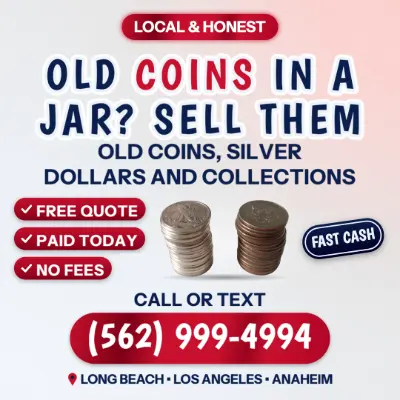 LOCAL & HONEST
OLD COINS IN A
JAR? SELL THEM
OLD COINS, SILVER
DOLLARS AND COLLECTIONS
✓ FREE QUOTE
✓ PAID TODAY
✓ NO FEES
FAST CASH
CALL OR TEXT
(562) 999-4994
LONG BEACH • LOS ANGELES • ANAHEIM